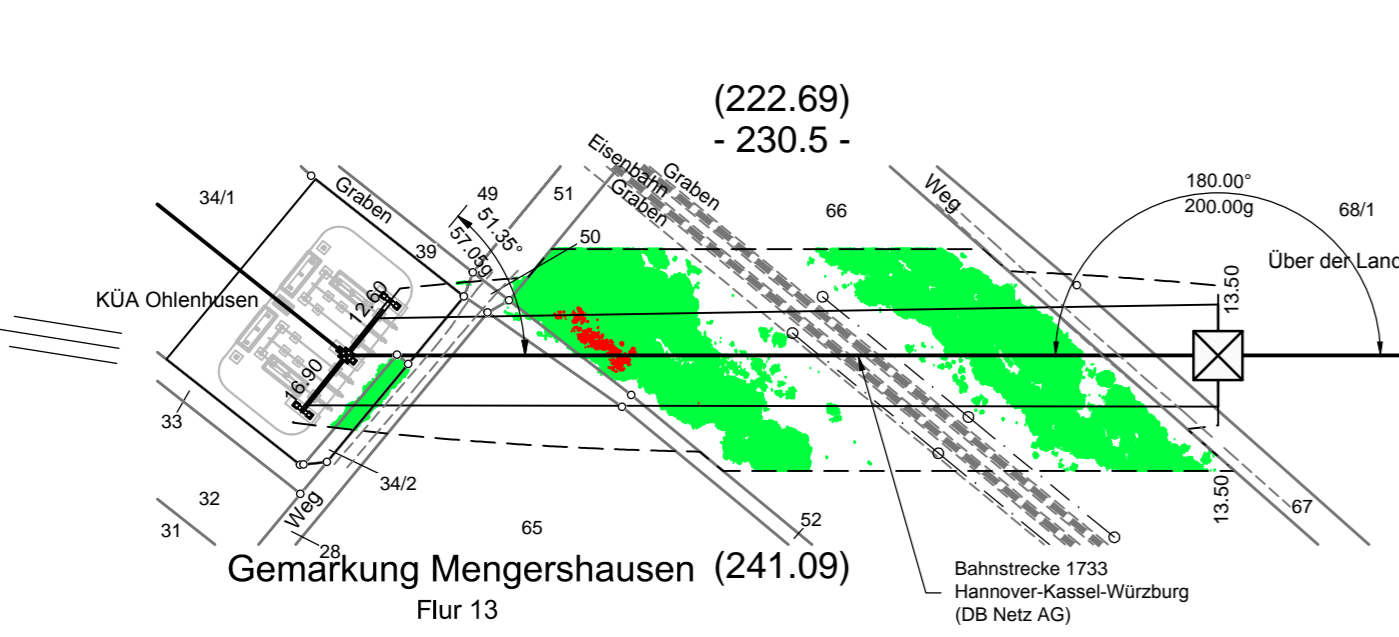 (222.69)
- 230.5 -
Eisenbahn
Graben
Graben
Weg
180.00°
200.00g
34/1
Graben
49
51
66
68/1
51.35°
57.05g
39
50
KÜA Ohlenhusen
12.60
13.50
16.90
33
34/2
32
31
Weg
28
65
52
67
13.50
Gemarkung Mengershausen
(241.09)
Flur 13
Bahnstrecke 1733
Hannover-Kassel-Würzburg
(DB Netz AG)